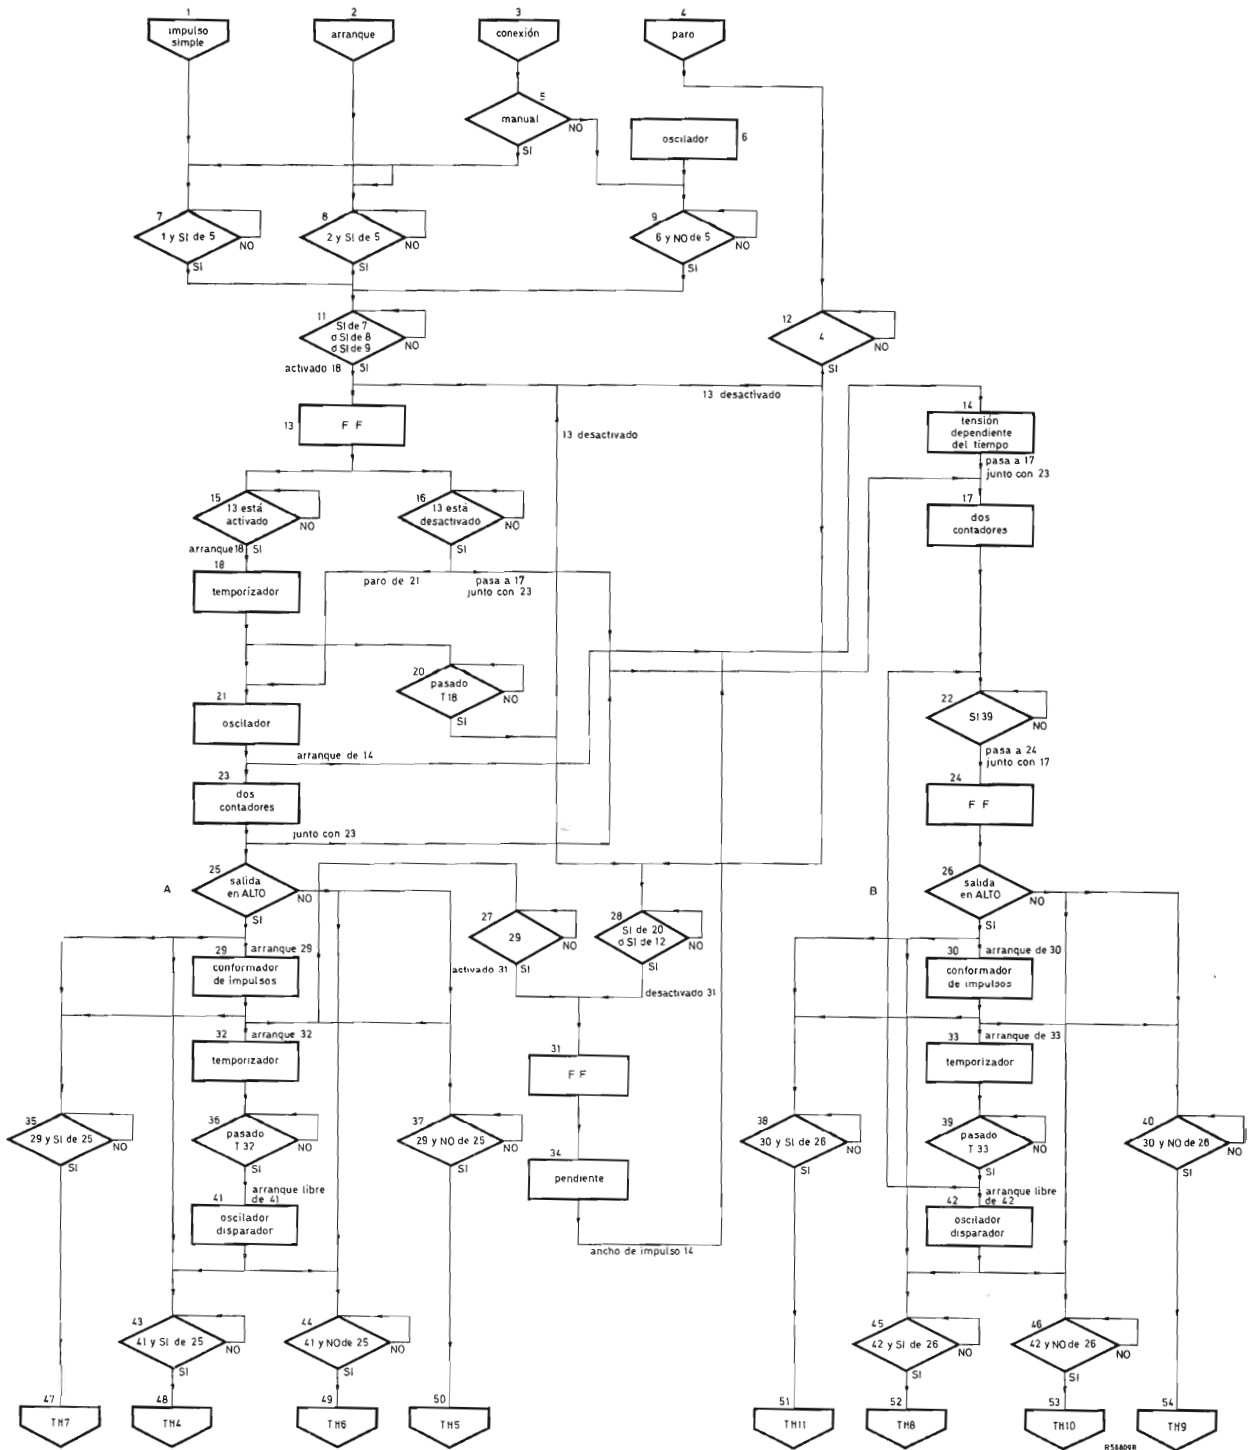 1
impulso
simple
2
arranque
3
conexión
4
paro
5
manual
NO
SI
oscilador
6
7
1 y SI de 5
NO
SI
8
2 y SI de 5
NO
SI
9
6 y NO de 5
NO
SI
11
SI de 7
o SI de 8
o SI de 9
NO
activado 18
SI
12
4
NO
SI
13 desactivado
13
F F
13 desactivado
14
tensión
dependiente
del tiempo
pasa a 17
junto con 23
15
13 está
activado
NO
arranque18
SI
16
13 está
desactivado
NO
SI
17
dos
contadores
18
temporizador
paro de 21
pasa a 17
junto con 23
20
pasado
T18
NO
SI
21
oscilador
arranque de 14
22
SI 39
NO
pasa a 24
junto con 17
23
dos
contadores
junto con 23
24
F F
A
25
salida
en ALTO
NO
SI
B
26
salida
en ALTO
NO
SI
27
29
NO
activado 31
SI
28
SI de 20
o SI de 12
NO
SI
desactivado 31
arranque 29
29
conformador
de impulsos
arranque de 30
30
conformador
de impulsos
arranque 32
32
temporizador
31
F F
arranque de 33
33
temporizador
35
29 y SI de 25
NO
SI
36
pasado
T 32
NO
SI
37
29 y NO de 25
NO
SI
34
pendiente
38
30 y SI de 26
NO
SI
39
pasado
T 33
NO
SI
40
30 y NO de 26
NO
SI
arranque libre
de 41
41
oscilador
disparador
ancho de impulso 14
arranque libre
de 42
42
oscilador
disparador
43
41 y SI de 25
NO
SI
44
41 y NO de 25
NO
SI
45
42 y SI de 26
NO
SI
46
42 y NO de 26
NO
SI
47
TH7
48
TH4
49
TH6
50
TH5
51
TH11
52
TH8
53
TH10
54
TH9
R56809R